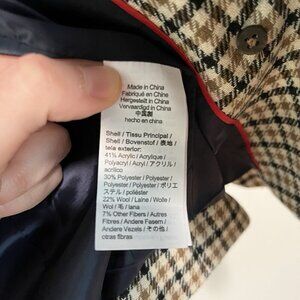 Made in China
Fabriqué en Chine
Hergestellt in China
Vervaardigd in China
中国製
hecho en china
Shell / Tissu Principal /
Shell / Bovenstof / 表地 /
tela exterior:
41% Acrylic / Acrylique /
Polyacryl / Acryl / アクリル /
acrílico
30% Polyester / Polyester /
Polyester / Polyester / ポリエ
ステル / poliéster
22% Wool / Laine / Wolle /
Wol / 毛 / lana
7% Other Fibers / Autres
Fibres / Andere Fasern /
Andere Vezels / その他 /
otras fibras